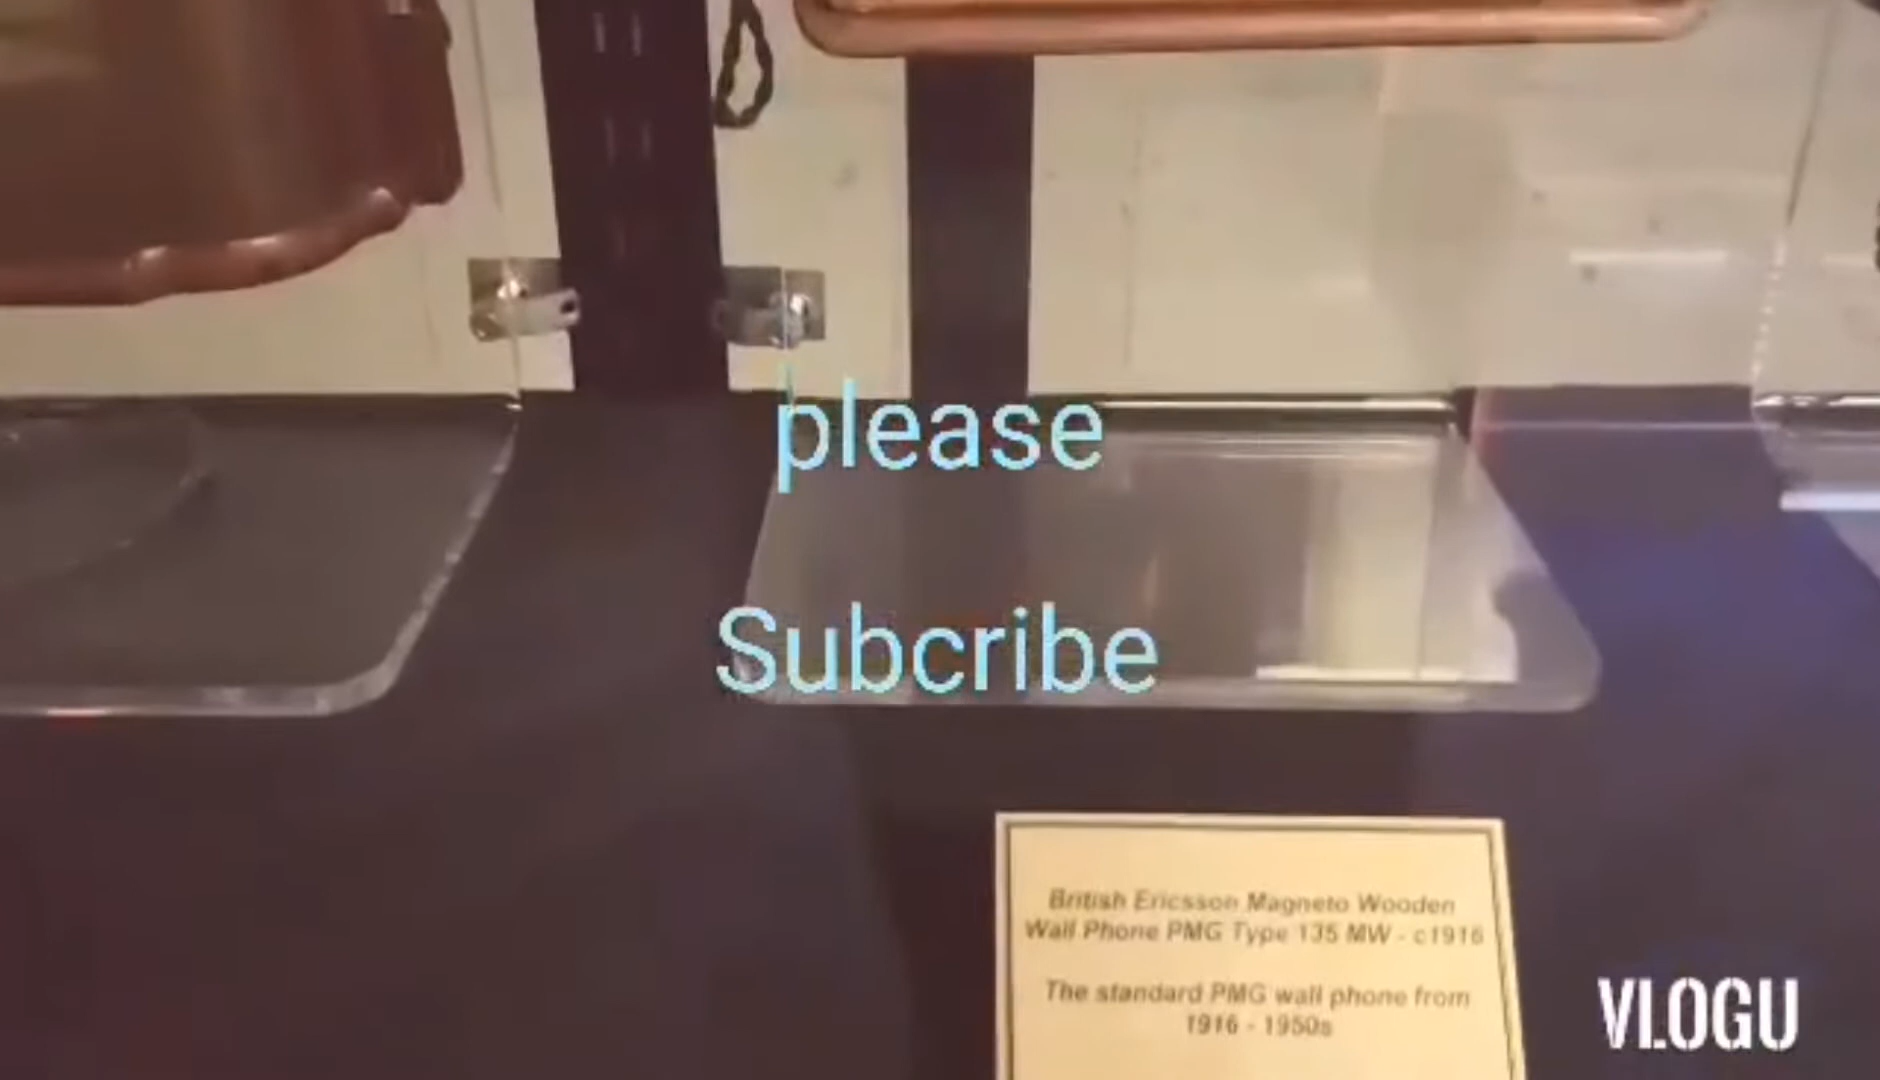 please
Subcribe
British Ericsson Magneto Wooden
Wall Phone PMG Type 135 MW - c1916
The standard PMG wall phone from
1916 - 1950s
VLOGU